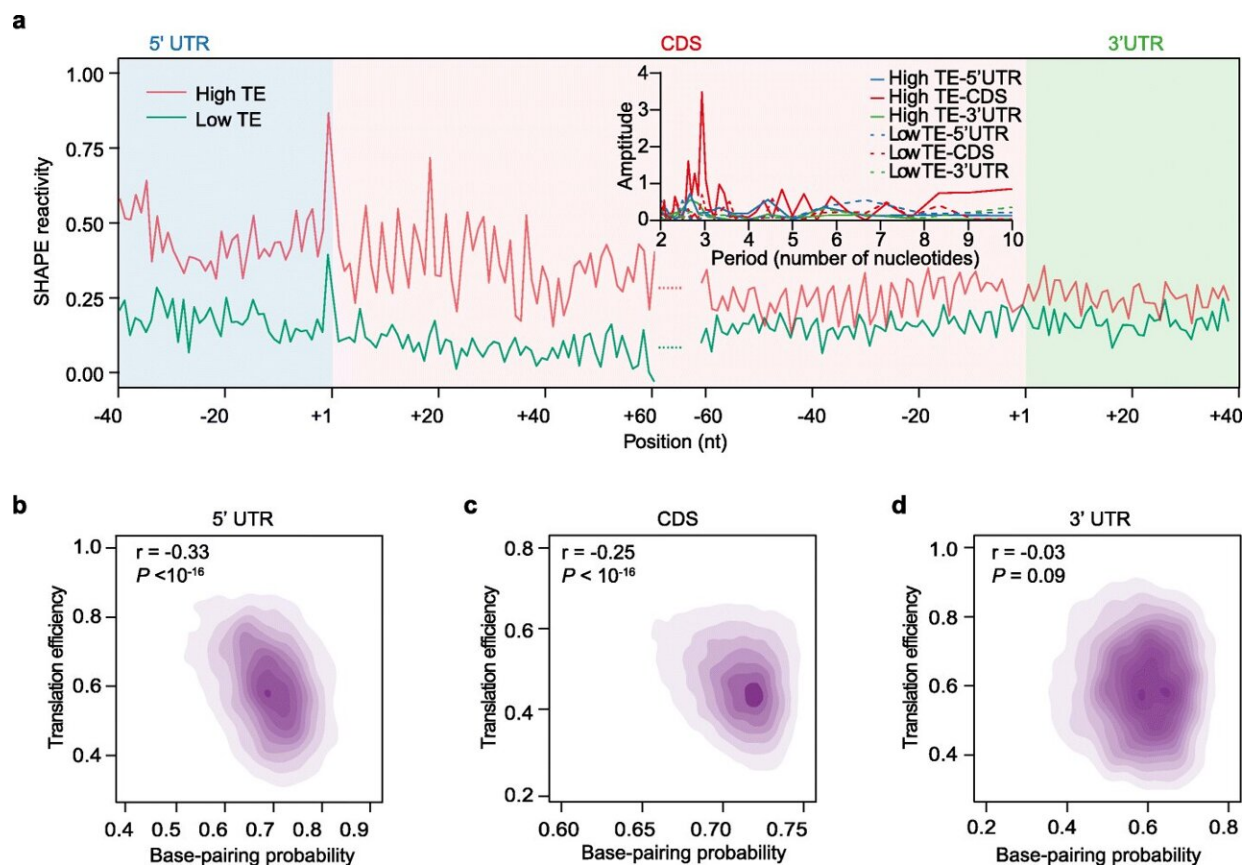 a
5' UTR CDS 3'UTR
1.00
0.75
0.50
0.25
0.00
SHAPE reactivity
High TE
Low TE
4
3
2
1
0
Amptitude
High TE-5'UTR
High TE-CDS
High TE-3'UTR
Low TE-5'UTR
Low TE-CDS
Low TE-3'UTR
2 3 4 5 6 7 8 9 10
Period (number of nucleotides)
-40 -20 +1 +20 +40 +60 -60 -40 -20 +1 +20 +40
Position (nt)
b
5' UTR
r = -0.33
P <10-16
1.0
0.8
0.6
0.4
Translation efficiency
0.4 0.5 0.6 0.7 0.8 0.9
Base-pairing probability
c
CDS
r = -0.25
P < 10-16
0.8
0.6
0.4
0.2
Translation efficiency
0.60 0.65 0.70 0.75
Base-pairing probability
d
3' UTR
r = -0.03
P = 0.09
1.0
0.8
0.6
0.4
Translation efficiency
0.2 0.4 0.6 0.8
Base-pairing probability